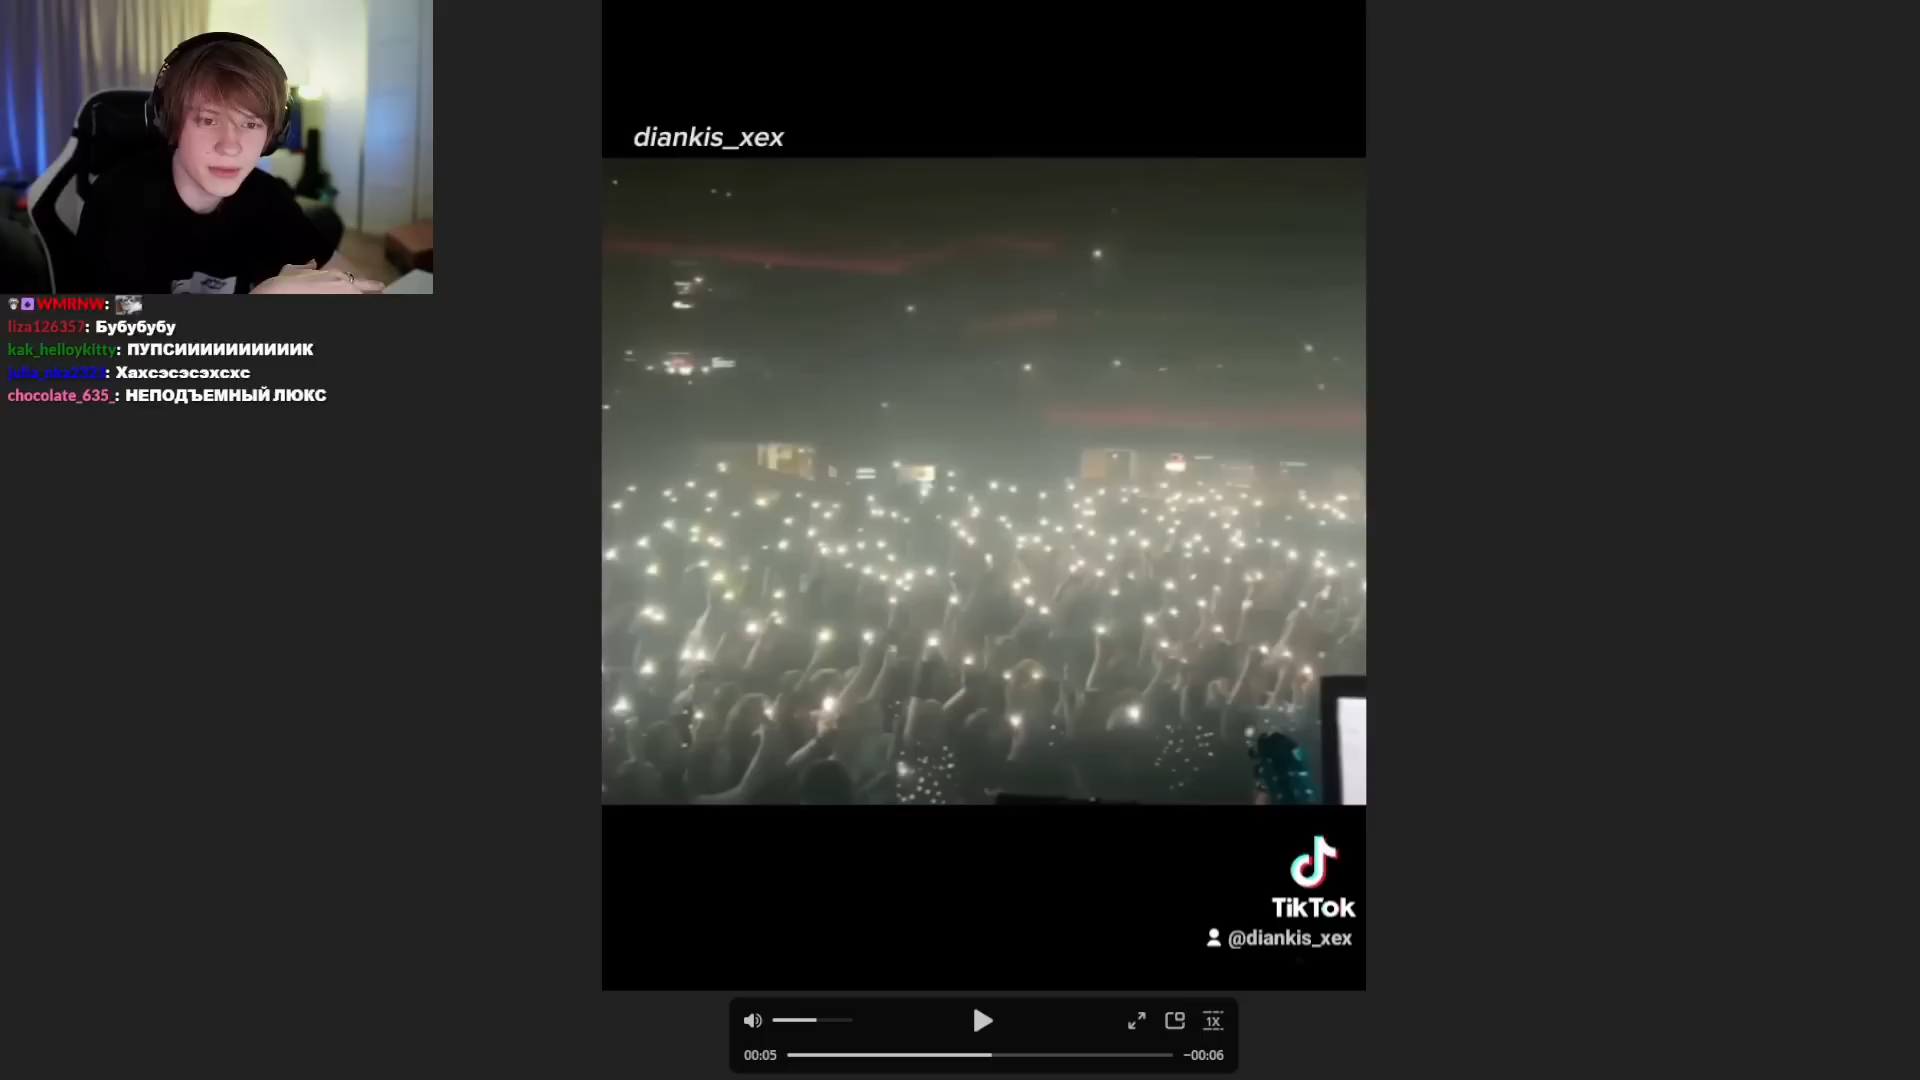 diankis_xex
WMRNW:
liza126357: Бубубубу
kak_helloykitty: ПУПСИИИИИИИИИИК
Хахсэсэсэхсхс
chocolate_635_: НЕПОДЪЕМНЫЙ ЛЮКС
TikTok
@diankis_xex
1X
00:05
−00:06